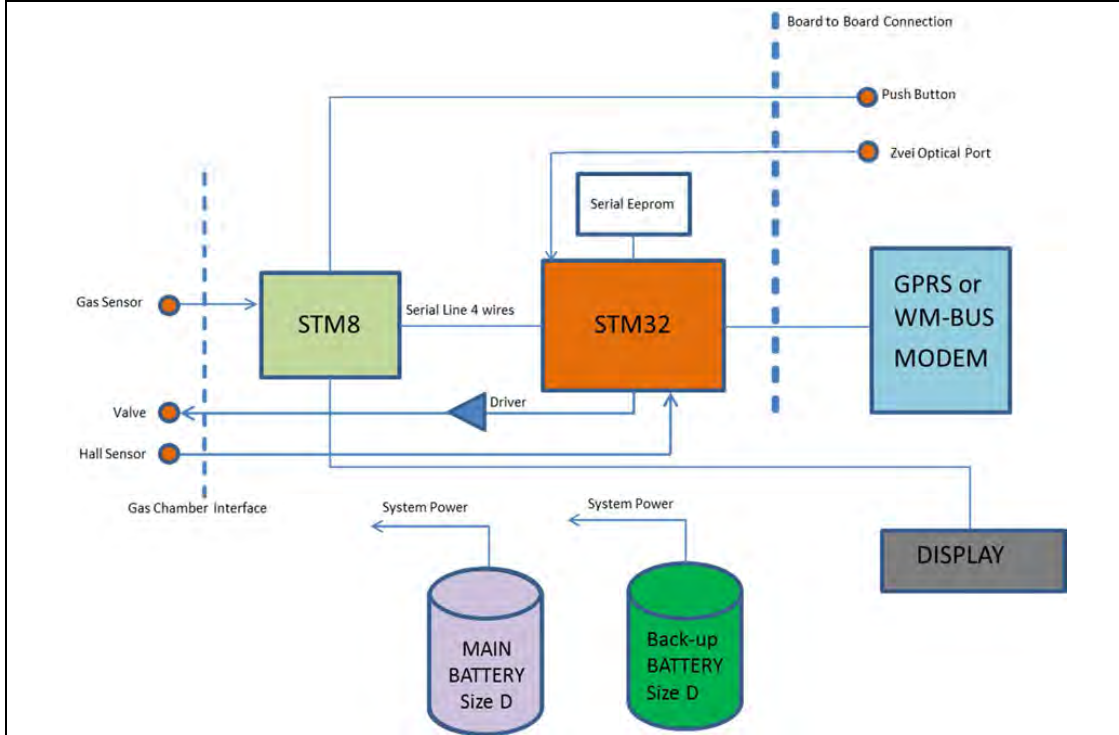 Board to Board Connection
Push Button
Zvei Optical Port
Serial Eeprom
Gas Sensor
STM8
Serial Line 4 wires
STM32
GPRS or
WM-BUS
MODEM
Driver
Valve
Hall Sensor
Gas Chamber Interface
System Power
System Power
DISPLAY
MAIN
BATTERY
Size D
Back-up
BATTERY
Size D